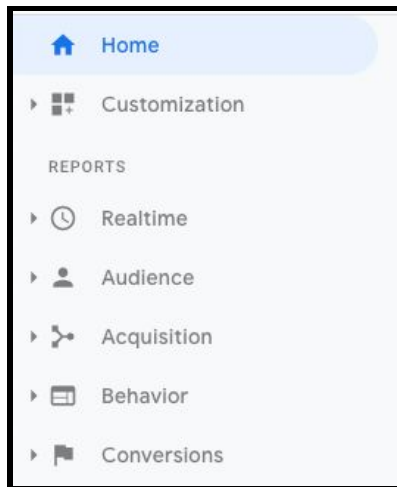 Home
Customization
REPORTS
Realtime
Audience
Acquisition
Behavior
Conversions